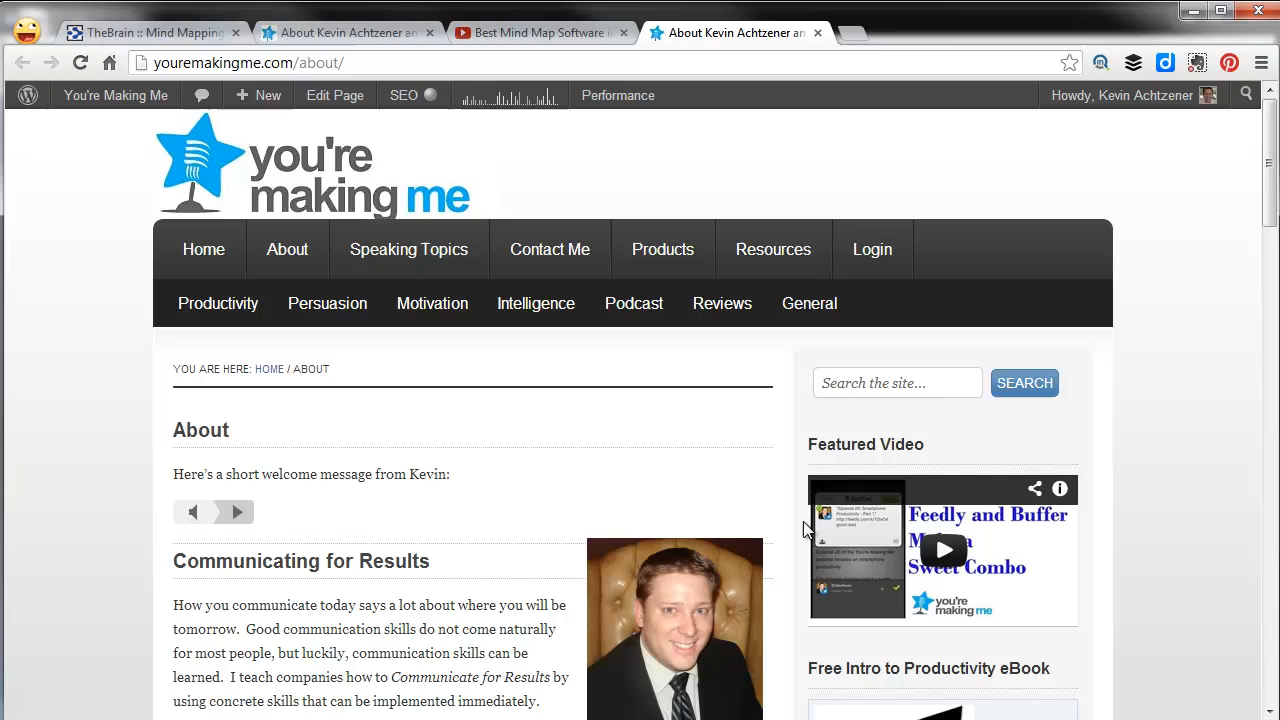 TheBrain :: Mind Mapping
About Kevin Achtzener an
Best Mind Map Software i
About Kevin Achtzener an
youremakingme.com/about/
You're Making Me
New
Edit Page
SEO
Performance
Howdy, Kevin Achtzener
you're
making me
Home
About
Speaking Topics
Contact Me
Products
Resources
Login
Productivity
Persuasion
Motivation
Intelligence
Podcast
Reviews
General
YOU ARE HERE: HOME / ABOUT
Search the site...
SEARCH
About
Featured Video
Here's a short welcome message from Kevin:
Feedly and Buffer
Sweet Combo
you're
making me
Communicating for Results
How you communicate today says a lot about where you will be
tomorrow. Good communication skills do not come naturally
for most people, but luckily, communication skills can be
learned. I teach companies how to Communicate for Results by
using concrete skills that can be implemented immediately.
Free Intro to Productivity eBook